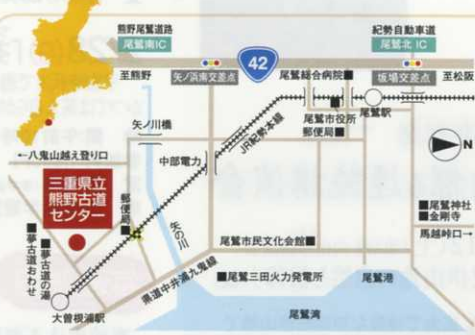 熊野尾鷲道路
尾鷲南IC
紀勢自動車道
尾鷲北 IC
42
至熊野
矢ノ浜南交差点
尾鷲総合病院
坂場交差点
至松阪
尾鷲駅
尾鷲市役所
郵便局
矢ノ川橋
JR紀勢本線
中部電力
N
←八鬼山越え登り口
三重県立
熊野古道
センター
郵便局
矢の川
尾鷲神社
金剛寺
馬越峠口→
夢古道の湯
夢古道おわせ
尾鷲市民文化会館
県道中井浦九鬼線
尾鷲三田火力発電所
尾鷲港
大曽根浦駅
尾鷲湾